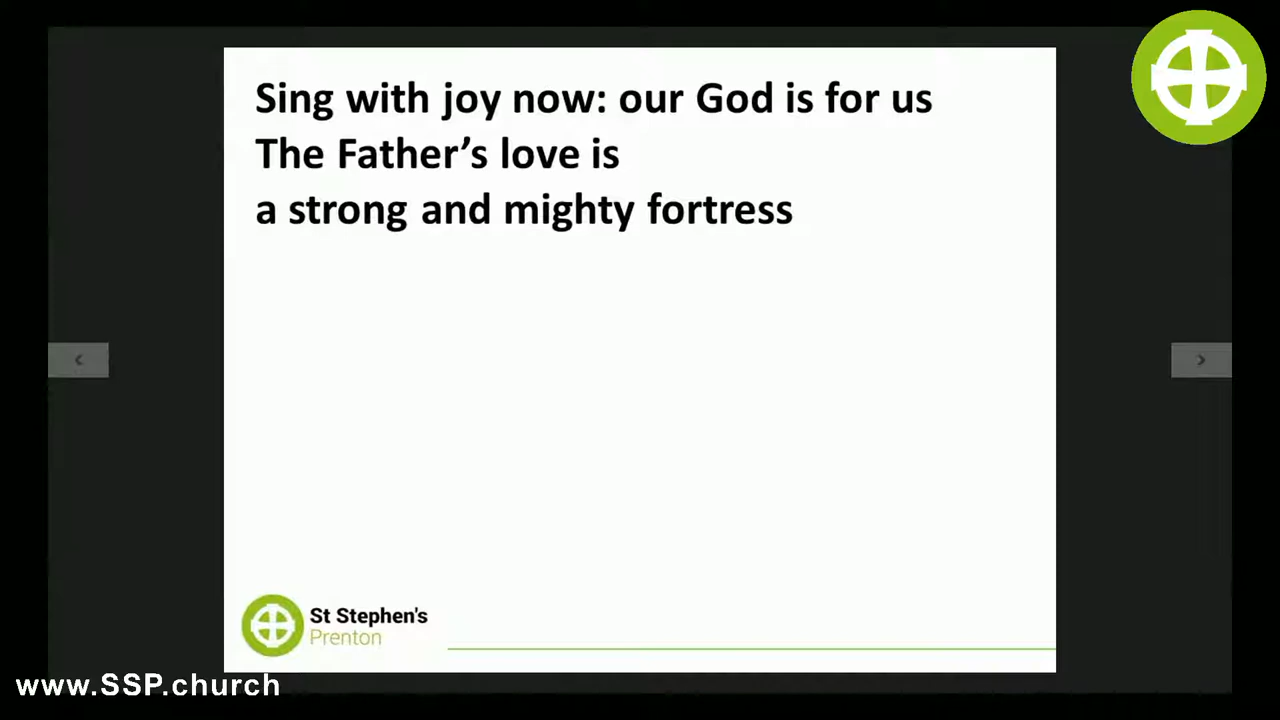 Sing with joy now: our God is for us
The Father’s love is
a strong and mighty fortress
St Stephen's
Prenton
www.SSP.church